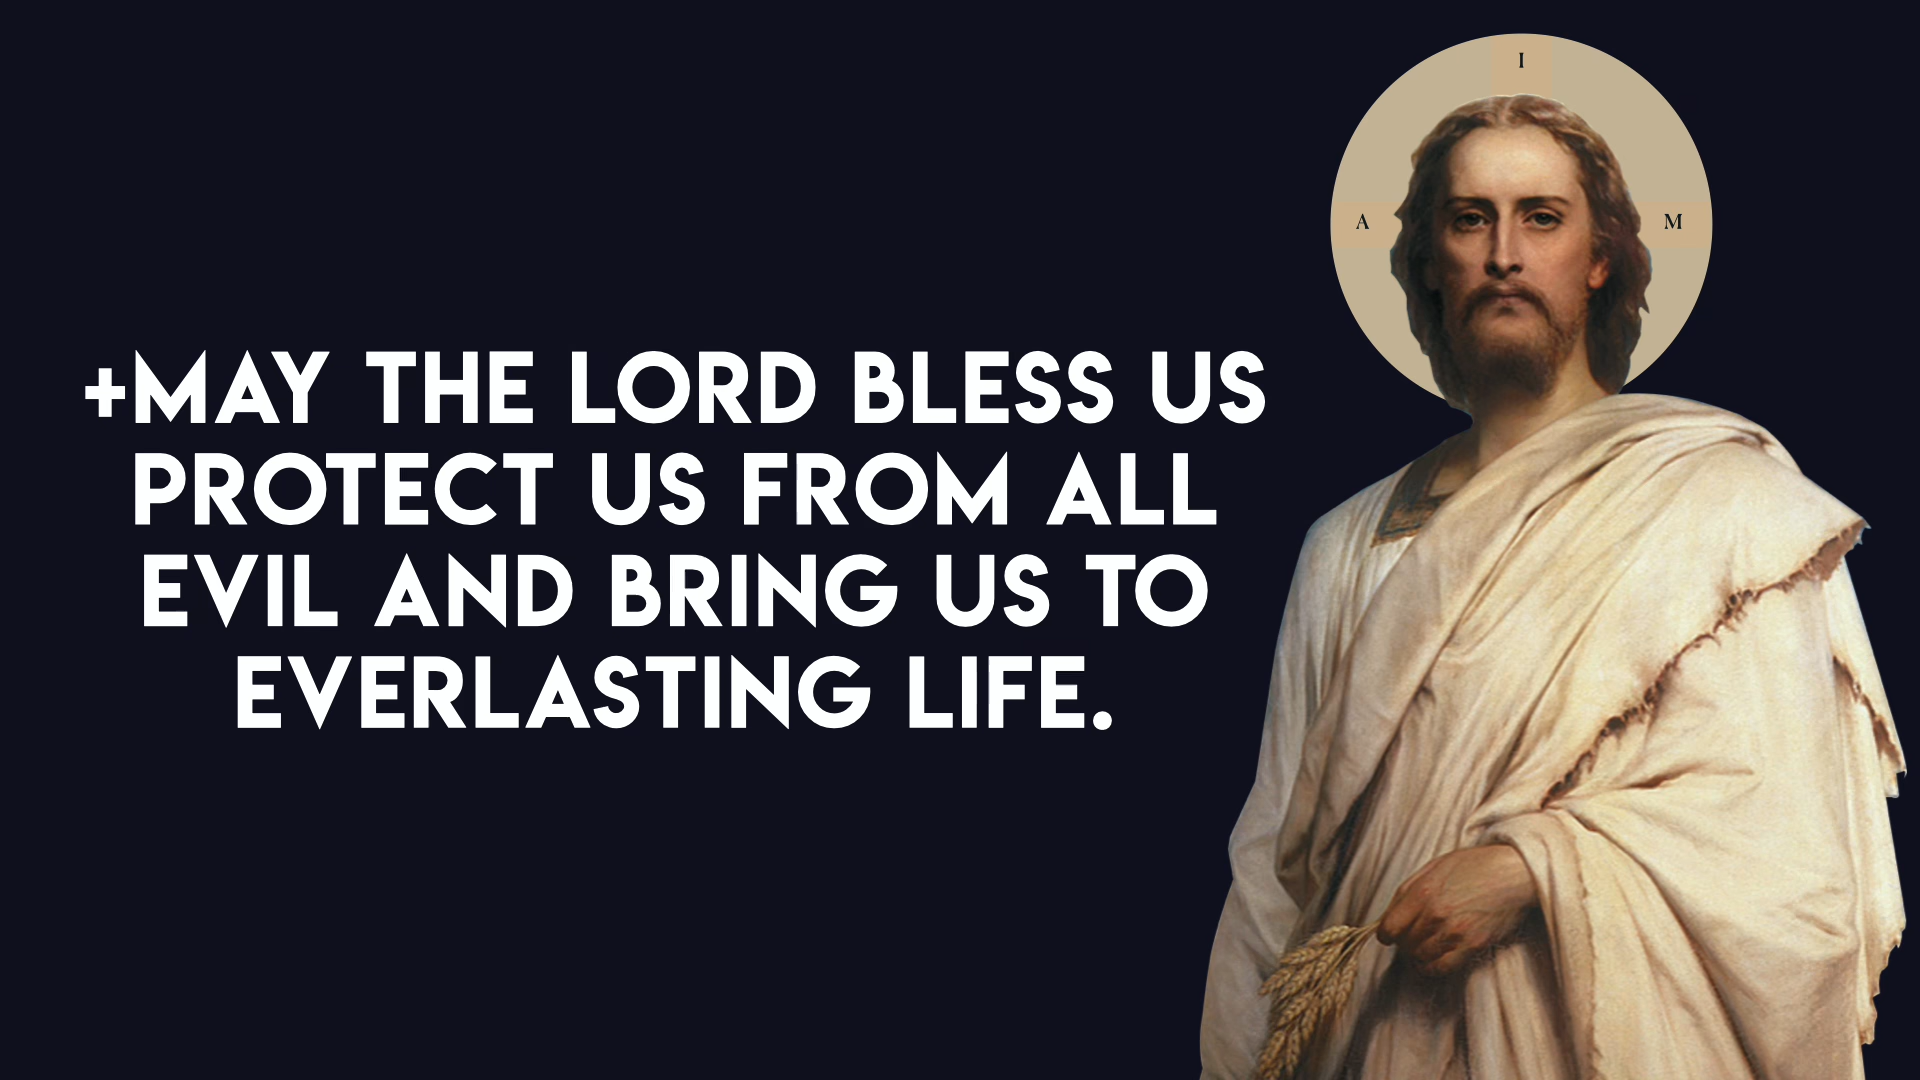 +MAY THE LORD BLESS US
PROTECT US FROM ALL
EVIL AND BRING US TO
EVERLASTING LIFE.
I
A M